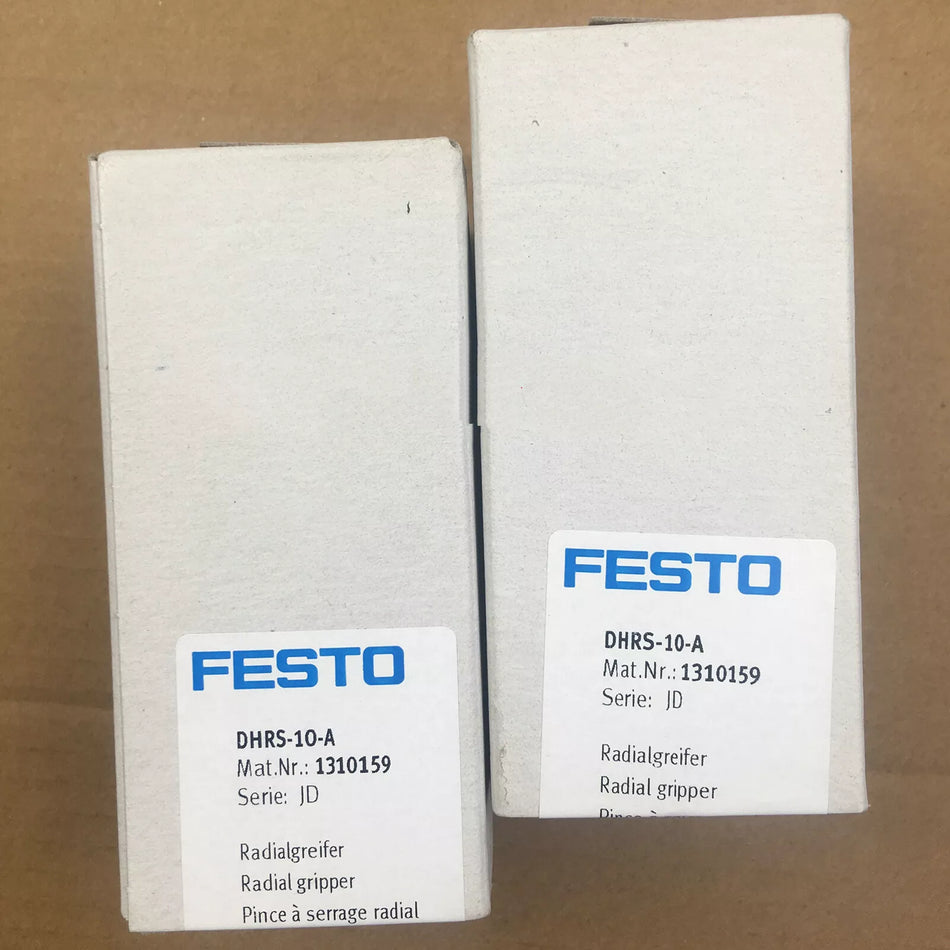 FESTO
DHRS-10-A
Mat.Nr.: 1310159
Serie: JD
Radialgreifer
Radial gripper
Pince à serrage radial
FESTO
DHRS-10-A
Mat.Nr.: 1310159
Serie: JD
Radialgreifer
Radial gripper